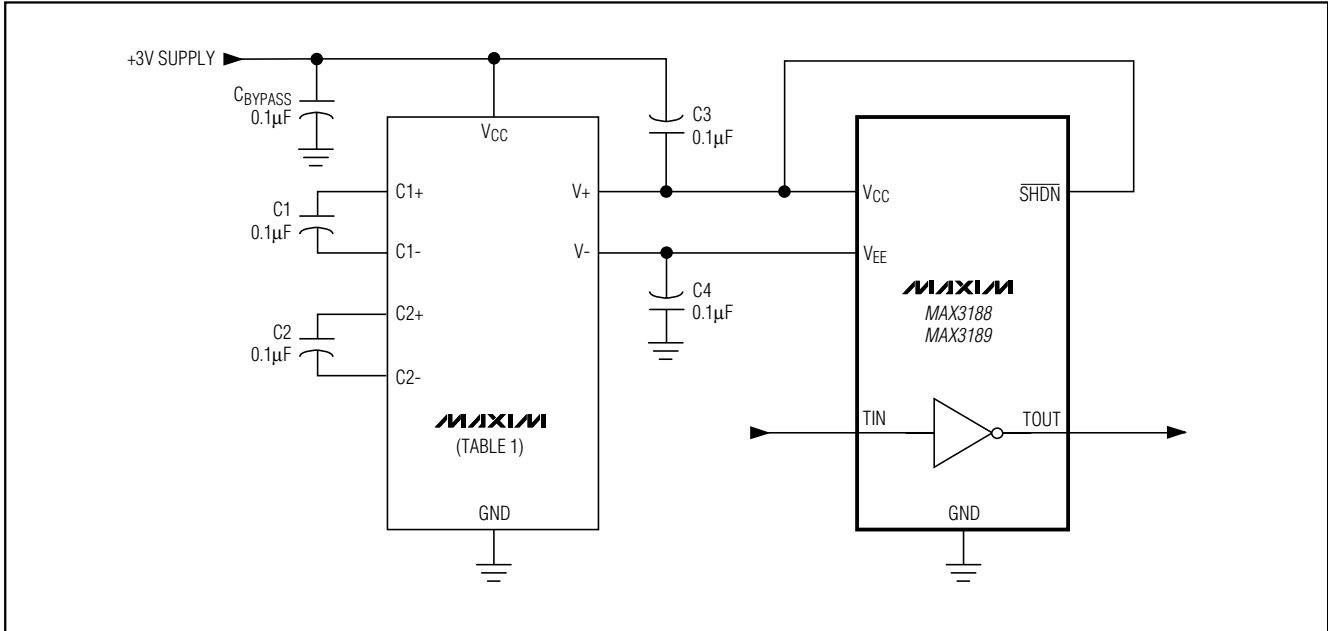 +3V SUPPLY
CBYPASS
0.1µF
VCC
C3
0.1µF
C1+
V+
VCC
SHDN
C1
0.1µF
C1-
V-
VEE
C4
0.1µF
MAXIM
MAX3188
MAX3189
C2+
C2
0.1µF
C2-
MAXIM
(TABLE 1)
TIN
TOUT
GND
GND